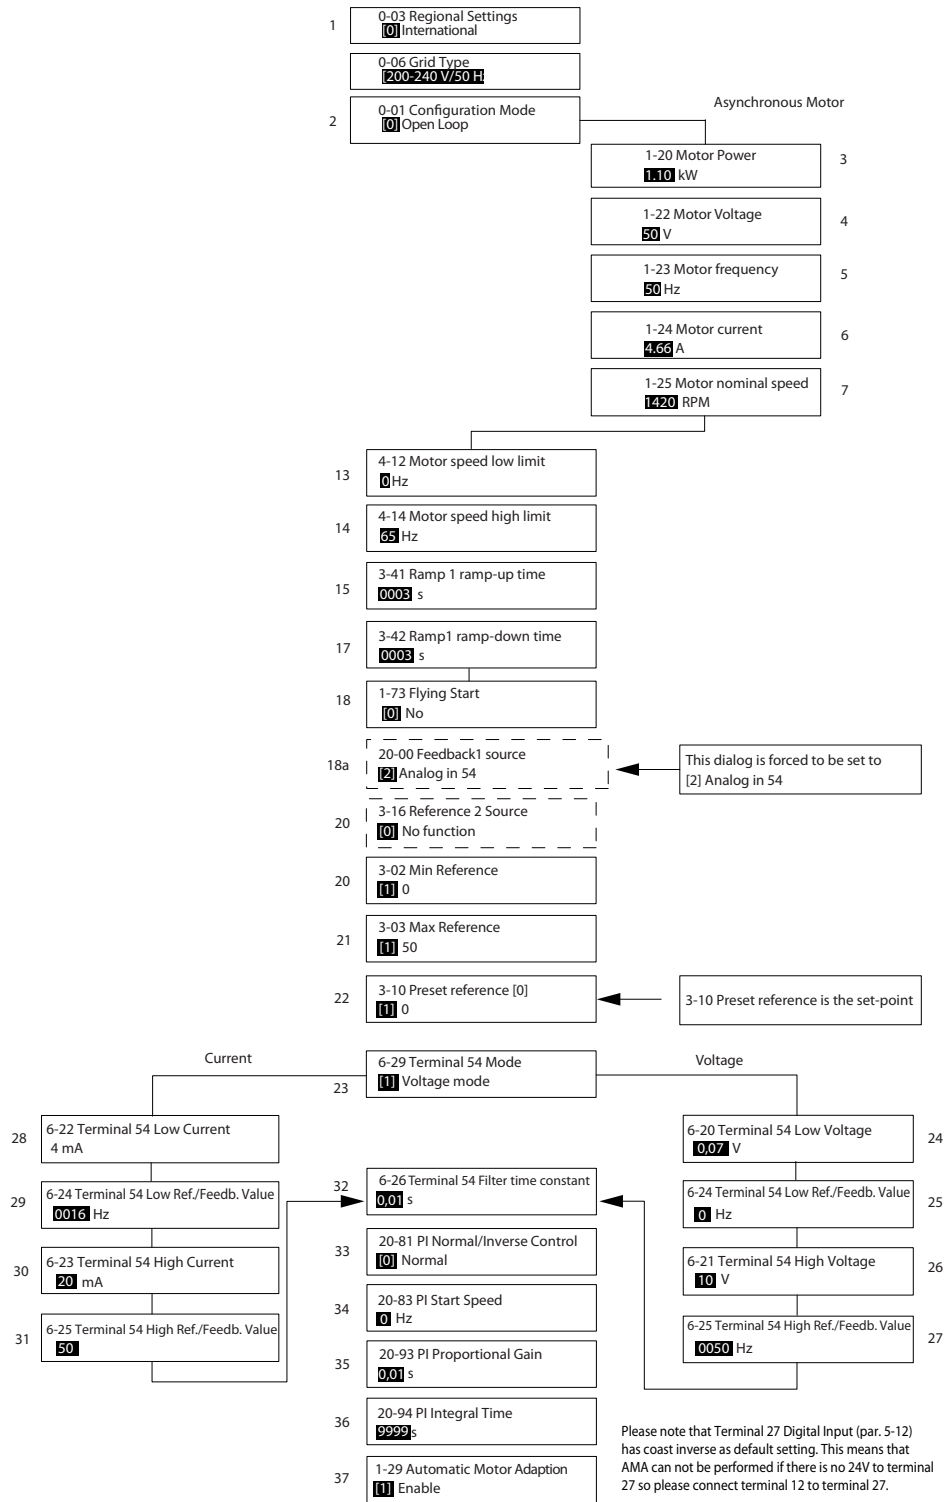 1
0-03 Regional Settings
[0] International
0-06 Grid Type
[200-240 V/50 H
2
0-01 Configuration Mode
[0] Open Loop
Asynchronous Motor
1-20 Motor Power
1.10 kW
3
1-22 Motor Voltage
50 V
4
1-23 Motor frequency
50 Hz
5
1-24 Motor current
4.66 A
6
1-25 Motor nominal speed
1420 RPM
7
13
4-12 Motor speed low limit
0 Hz
14
4-14 Motor speed high limit
65 Hz
15
3-41 Ramp 1 ramp-up time
0003 s
17
3-42 Ramp1 ramp-down time
0003 s
18
1-73 Flying Start
[0] No
18a
20-00 Feedback1 source
[2] Analog in 54
This dialog is forced to be set to
[2] Analog in 54
20
3-16 Reference 2 Source
[0] No function
20
3-02 Min Reference
[1] 0
21
3-03 Max Reference
[1] 50
22
3-10 Preset reference [0]
[1] 0
3-10 Preset reference is the set-point
Current
23
6-29 Terminal 54 Mode
[1] Voltage mode
Voltage
28
6-22 Terminal 54 Low Current
4 mA
29
6-24 Terminal 54 Low Ref./Feedb. Value
0016 Hz
30
6-23 Terminal 54 High Current
20 mA
31
6-25 Terminal 54 High Ref./Feedb. Value
50
6-20 Terminal 54 Low Voltage
0,07 V
24
6-24 Terminal 54 Low Ref./Feedb. Value
0 Hz
25
6-21 Terminal 54 High Voltage
10 V
26
6-25 Terminal 54 High Ref./Feedb. Value
0050 Hz
27
32
6-26 Terminal 54 Filter time constant
0,01 s
33
20-81 PI Normal/Inverse Control
[0] Normal
34
20-83 PI Start Speed
0 Hz
35
20-93 PI Proportional Gain
0,01 s
36
20-94 PI Integral Time
9999 s
37
1-29 Automatic Motor Adaption
[1] Enable
Please note that Terminal 27 Digital Input (par. 5-12)
has coast inverse as default setting. This means that
AMA can not be performed if there is no 24V to terminal
27 so please connect terminal 12 to terminal 27.